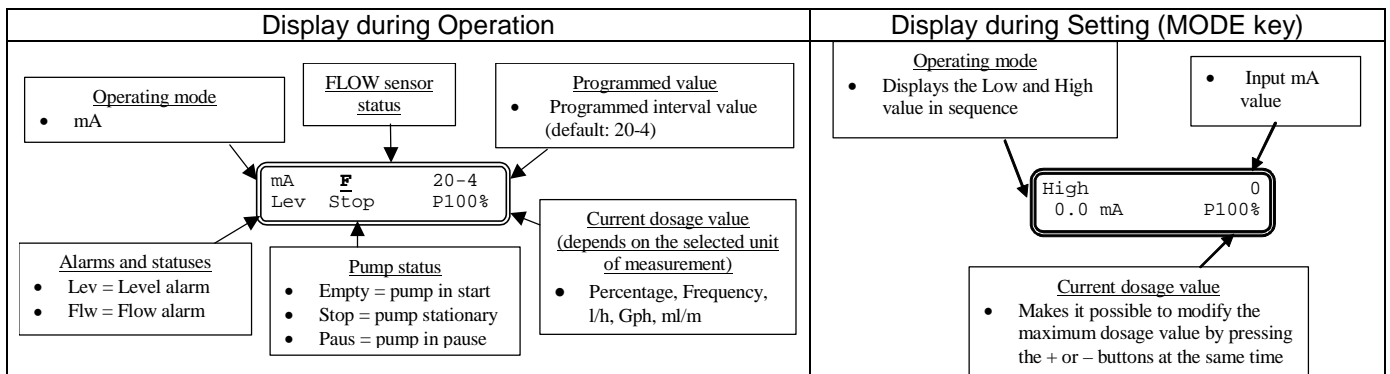 Display during Operation
Display during Setting (MODE key)
Operating mode
• mA
FLOW sensor
status
Programmed value
• Programmed interval value
(default: 20-4)
mA F 20-4
Lev Stop P100%
Alarms and statuses
• Lev = Level alarm
• Flw = Flow alarm
Pump status
• Empty = pump in start
• Stop = pump stationary
• Paus = pump in pause
Current dosage value
(depends on the selected unit
of measurement)
• Percentage, Frequency,
l/h, Gph, ml/m
Operating mode
• Displays the Low and High
value in sequence
• Input mA
value
High 0
0.0 mA P100%
Current dosage value
• Makes it possible to modify the
maximum dosage value by pressing
the + or – buttons at the same time